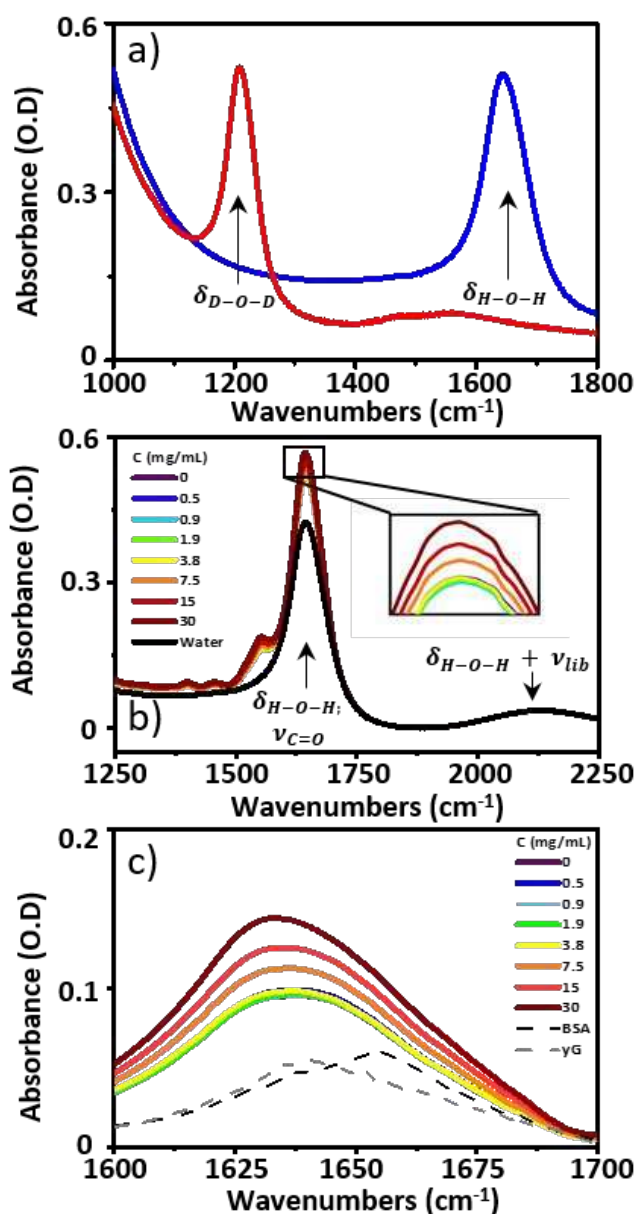 a)
Absorbance (O.D)
0.6
0.3
0
δD−O−D
δH−O−H
1000 1200 1400 1600 1800
Wavenumbers (cm-1)
b)
Absorbance (O.D)
0.6
0.3
0
C (mg/mL)
0
0.5
0.9
1.9
3.8
7.5
15
30
Water
δH−O−H;
νC=O
δH−O−H + νlib
1250 1500 1750 2000 2250
Wavenumbers (cm-1)
c)
Absorbance (O.D)
0.2
0.1
0
C (mg/mL)
0
0.5
0.9
1.9
3.8
7.5
15
30
BSA
γG
1600 1625 1650 1675 1700
Wavenumbers (cm-1)